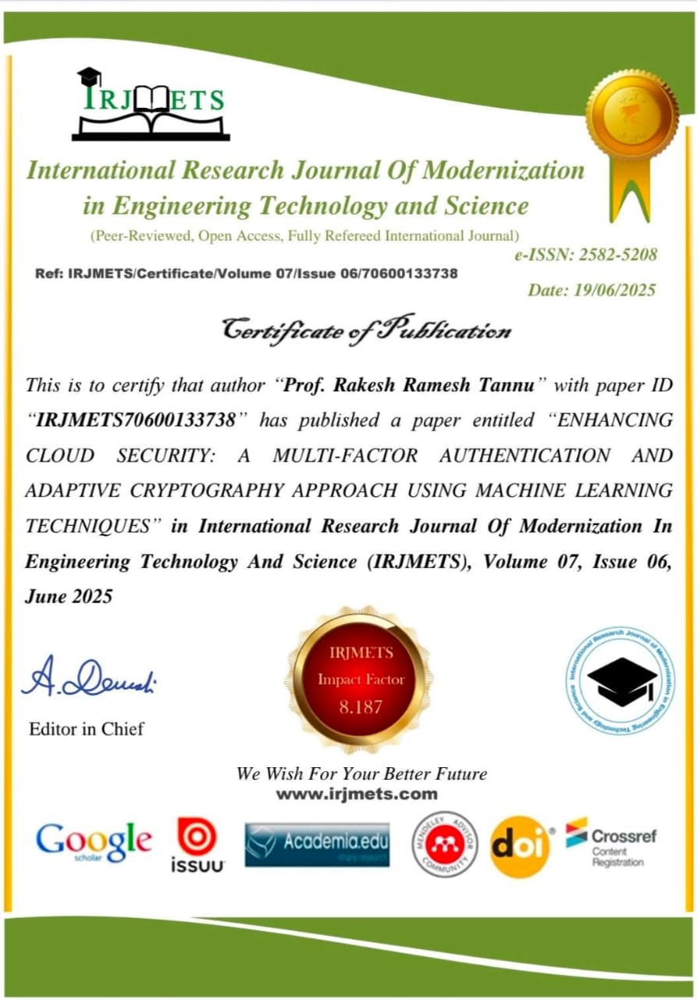 IRJMETS
International Research Journal Of Modernization
in Engineering Technology and Science
(Peer-Reviewed, Open Access, Fully Refereed International Journal)
e-ISSN: 2582-5208
Ref: IRJMETS/Certificate/Volume 07/Issue 06/70600133738
Date: 19/06/2025
Certificate of Publication
This is to certify that author “Prof. Rakesh Ramesh Tannu” with paper ID
“IRJMETS70600133738” has published a paper entitled “ENHANCING
CLOUD SECURITY: A MULTI-FACTOR AUTHENTICATION AND
ADAPTIVE CRYPTOGRAPHY APPROACH USING MACHINE LEARNING
TECHNIQUES” in International Research Journal Of Modernization In
Engineering Technology And Science (IRJMETS), Volume 07, Issue 06,
June 2025
IRJMETS
Impact Factor
8.187
International Research Journal of Modernization in Engineering Technology and Science
Editor in Chief
We Wish For Your Better Future
www.irjmets.com
Google
scholar
issuu
Academia.edu
share research
MENDELEY ADVISOR
COMMUNITY
doi®
Crossref
Content
Registration